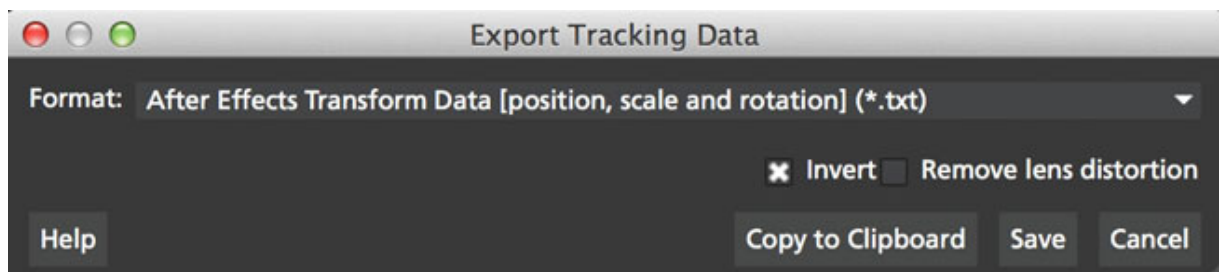 Export Tracking Data
Format: After Effects Transform Data [position, scale and rotation] (*.txt)
Invert Remove lens distortion
Help Copy to Clipboard Save Cancel